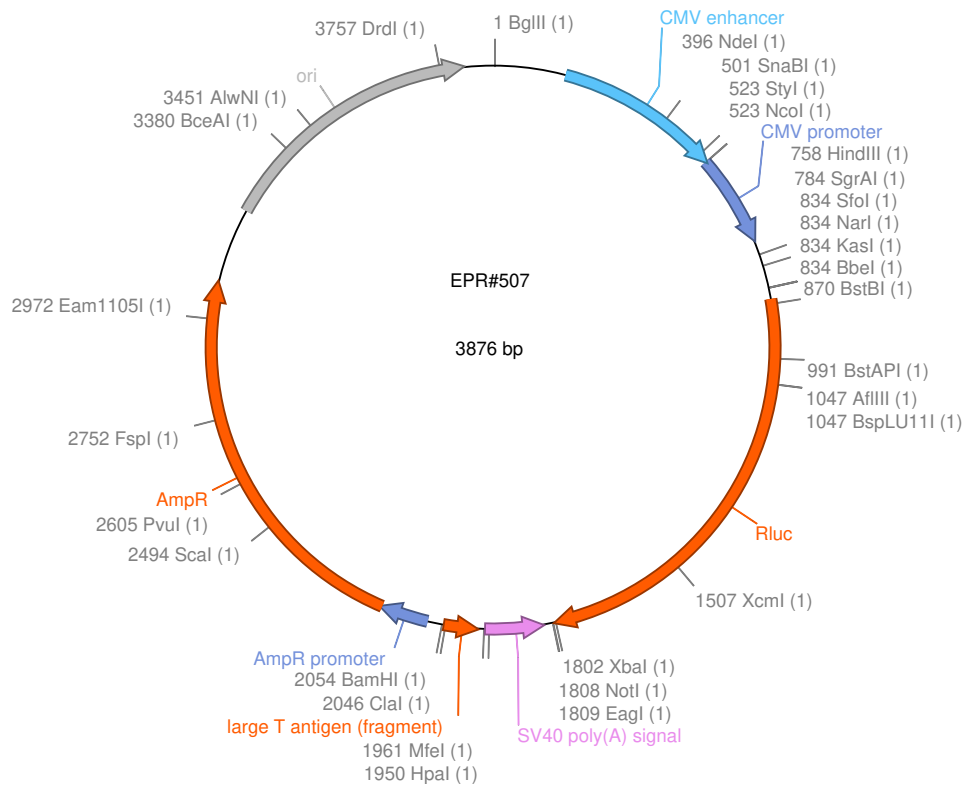 3757 DrdI (1)
1 BglII (1)
CMV enhancer
396 NdeI (1)
501 SnaBI (1)
523 StyI (1)
523 NcoI (1)
CMV promoter
758 HindIII (1)
784 SgrAI (1)
834 SfoI (1)
834 NarI (1)
834 KasI (1)
834 BbeI (1)
870 BstBI (1)
991 BstAPI (1)
1047 AflIII (1)
1047 BspLU11I (1)
Rluc
1507 XcmI (1)
1802 XbaI (1)
1808 NotI (1)
1809 EagI (1)
SV40 poly(A) signal
AmpR promoter
2054 BamHI (1)
2046 ClaI (1)
large T antigen (fragment)
1961 MfeI (1)
1950 HpaI (1)
2494 ScaI (1)
2605 PvuI (1)
AmpR
2752 FspI (1)
2972 Eam1105I (1)
3380 BceAI (1)
3451 AlwNI (1)
ori
EPR#507
3876 bp